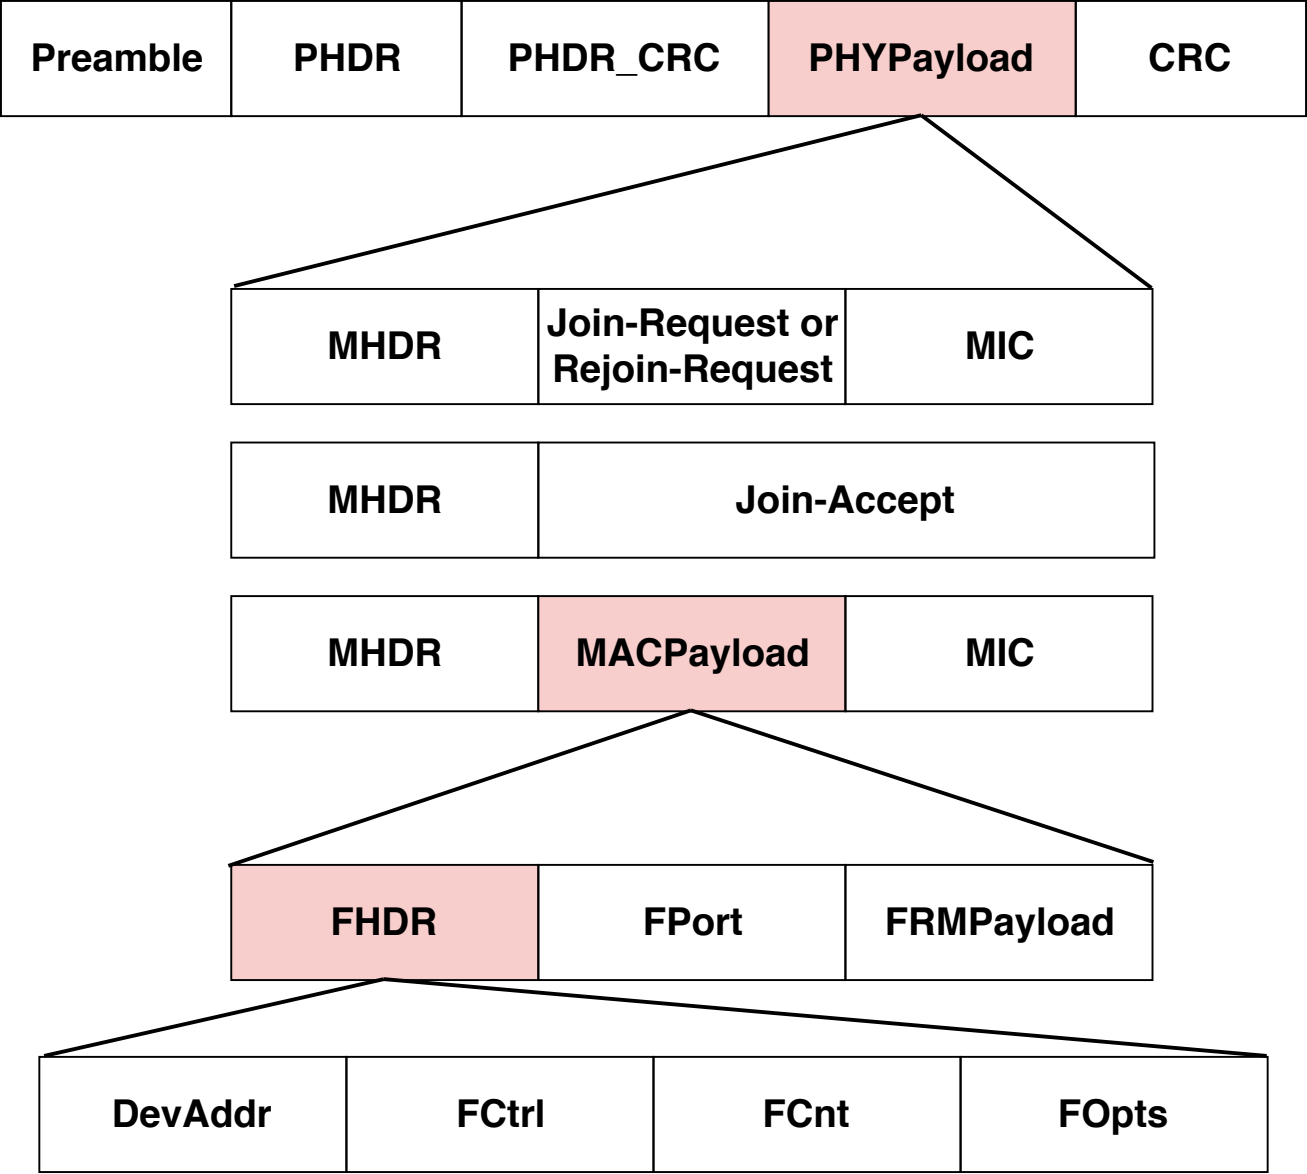 Preamble PHDR PHDR_CRC PHYPayload CRC
MHDR Join-Request or Rejoin-Request MIC
MHDR Join-Accept
MHDR MACPayload MIC
FHDR FPort FRMPayload
DevAddr FCtrl FCnt FOpts